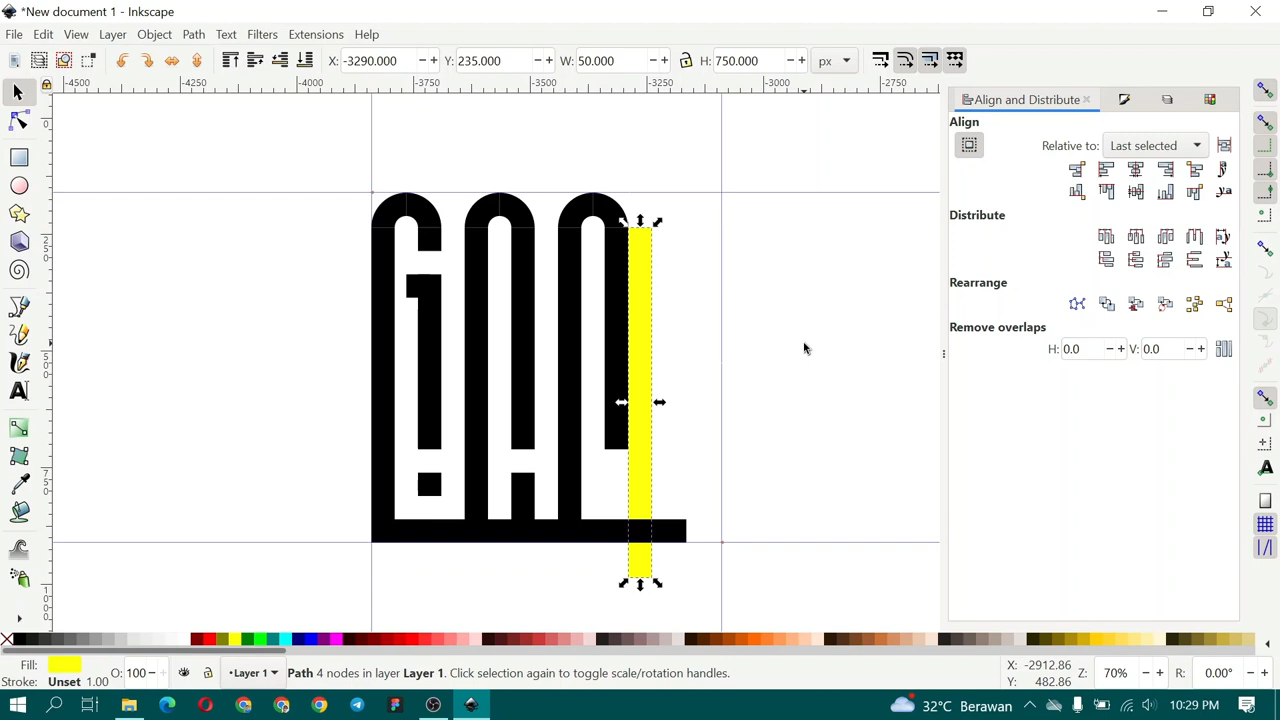 *New document 1 - Inkscape
File Edit View Layer Object Path Text Filters Extensions Help
X: -3290.000 Y: 235.000 W: 50.000 H: 750.000 px
-4500 -4000 -3750 -3500 -3250 -3000 -2750
Align and Distribute
Align
Relative to: Last selected
Distribute
Rearrange
Remove overlaps
H: 0.0 V: 0.0
Fill: O: 100 Layer 1 Path 4 nodes in layer Layer 1. Click selection again to toggle scale/rotation handles. X: -2912.86 Z: 70% R: 0.00°
Stroke: Unset 1.00 Y: 482.86
32°C Berawan 10:29 PM